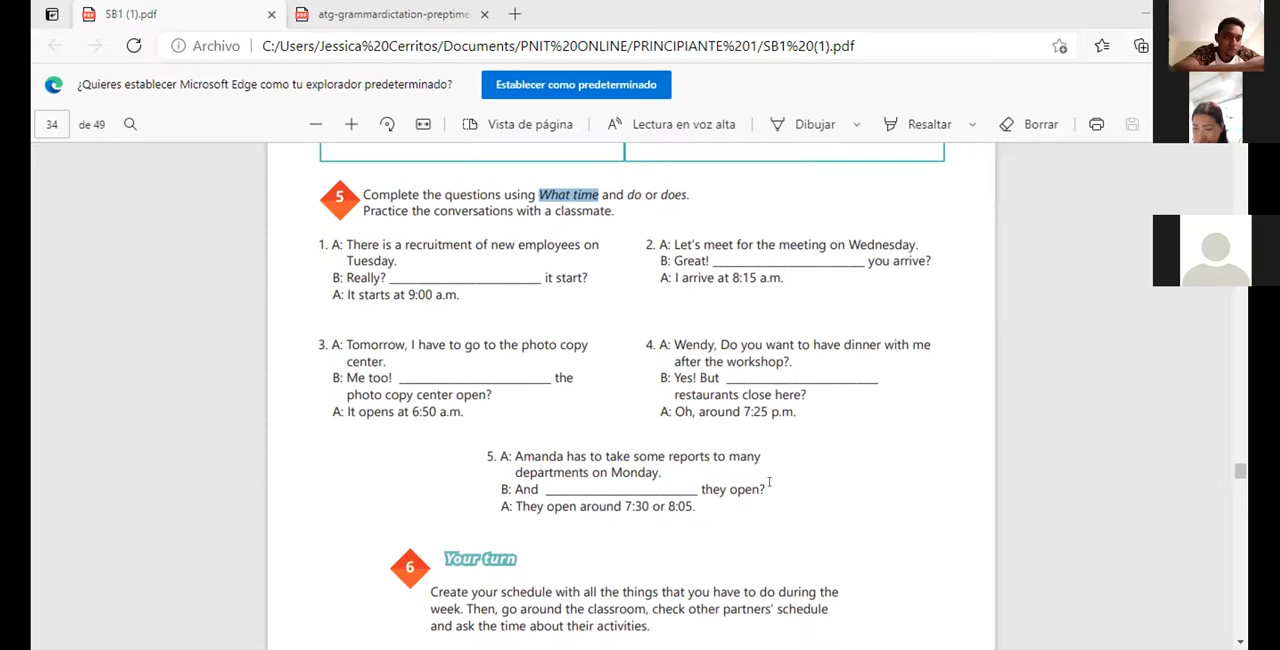 SB1 (1).pdf
atg-grammardictation-preptime.
Archivo
C:/Users/Jessica%20Cerritos/Documents/PNIT%20ONLINE/PRINCIPIANTE%201/SB1%20(1).pdf
¿Quieres establecer Microsoft Edge como tu explorador predeterminado?
Establecer como predeterminado
34
de 49
Vista de página
Lectura en voz alta
Dibujar
Resaltar
Borrar
5
Complete the questions using What time and do or does.
Practice the conversations with a classmate.
1. A: There is a recruitment of new employees on
Tuesday.
B: Really? ______________________ it start?
A: It starts at 9:00 a.m.
2. A: Let's meet for the meeting on Wednesday.
B: Great! ______________________ you arrive?
A: I arrive at 8:15 a.m.
3. A: Tomorrow, I have to go to the photo copy
center.
B: Me too! ______________________ the
photo copy center open?
A: It opens at 6:50 a.m.
4. A: Wendy, Do you want to have dinner with me
after the workshop?.
B: Yes! But ______________________
restaurants close here?
A: Oh, around 7:25 p.m.
5. A: Amanda has to take some reports to many
departments on Monday.
B: And ______________________ they open?
A: They open around 7:30 or 8:05.
6
Your turn
Create your schedule with all the things that you have to do during the
week. Then, go around the classroom, check other partners' schedule
and ask the time about their activities.